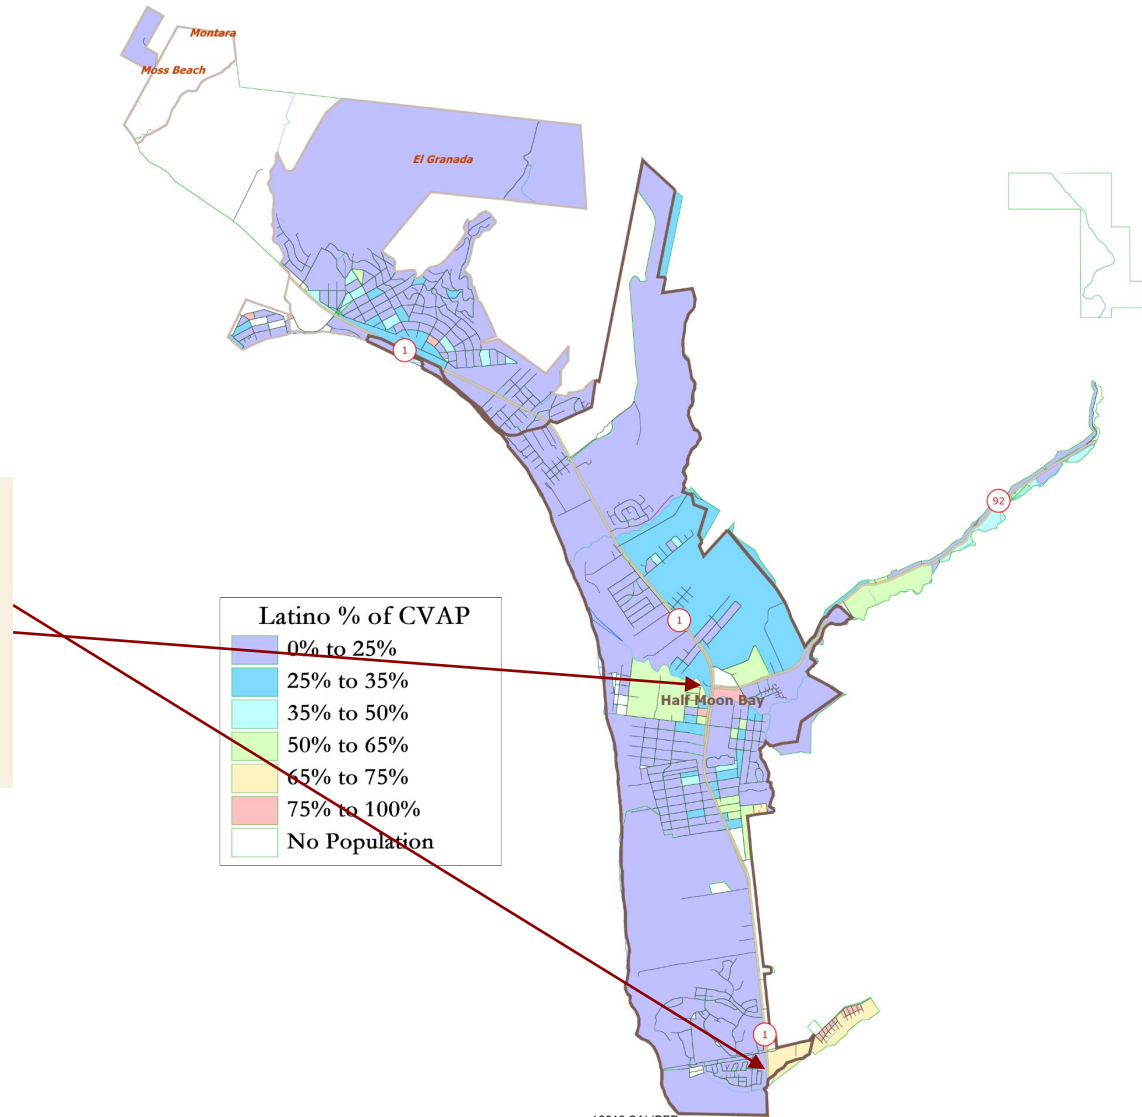 Montara
Moss Beach
El Granada
1
92
1
Latino % of CVAP
0% to 25%
25% to 35%
35% to 50%
50% to 65%
65% to 75%
75% to 100%
No Population
Half Moon Bay
1